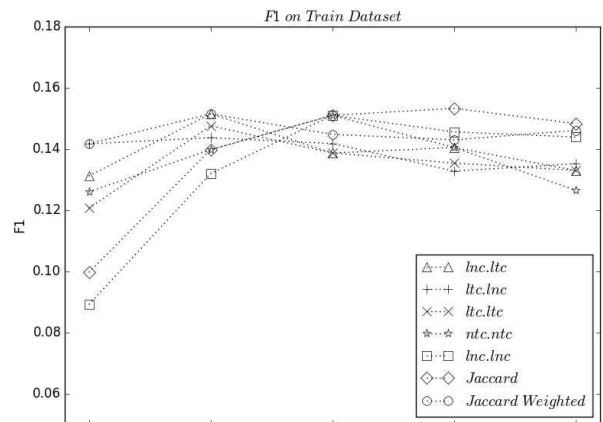 F1 on Train Dataset
0.18
0.16
0.14
0.12
0.10
0.08
0.06
F1
lnc.ltc
ltc.lnc
ltc.ltc
ntc.ntc
lnc.lnc
Jaccard
Jaccard Weighted